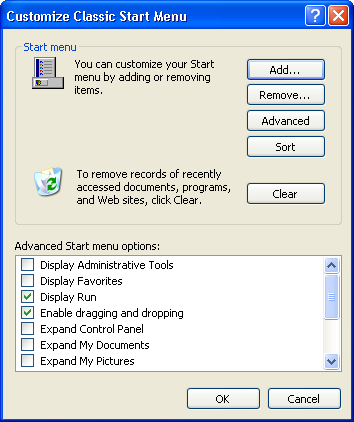 Customize Classic Start Menu
Start menu
You can customize your Start
menu by adding or removing
items.
Add...
Remove...
Advanced
Sort
To remove records of recently
accessed documents, programs,
and Web sites, click Clear.
Clear
Advanced Start menu options:
Display Administrative Tools
Display Favorites
Display Run
Enable dragging and dropping
Expand Control Panel
Expand My Documents
Expand My Pictures
OK
Cancel